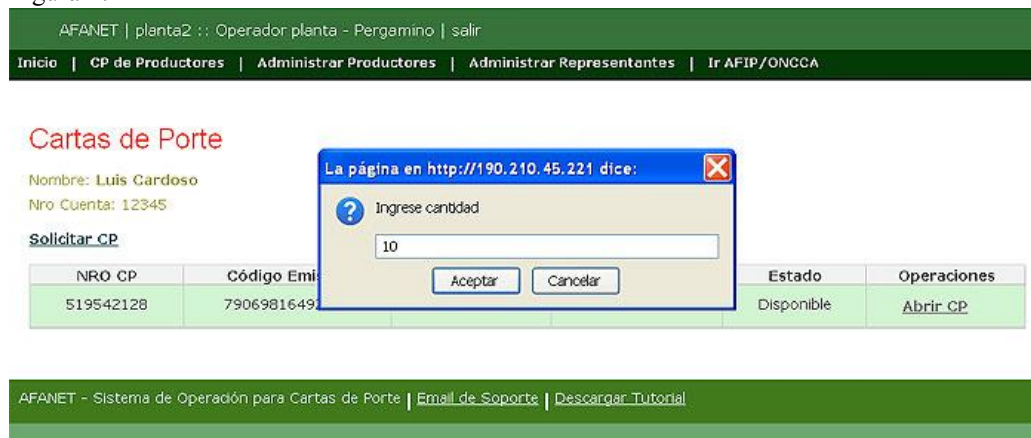 AFANET | planta2 :: Operador planta - Pergamino | salir
Inicio | CP de Productores | Administrar Productores | Administrar Representantes | Ir AFIP/ONCCA
Cartas de Porte
La página en http://190.210.45.221 dice:
Nombre: Luis Cardoso
Nro Cuenta: 12345
Ingrese cantidad
10
Solicitar CP
Aceptar Cancelar
NRO CP Código Emi Estado Operaciones
519542128 7906981649 Disponible Abrir CP
AFANET - Sistema de Operación para Cartas de Porte | Email de Soporte | Descargar Tutorial